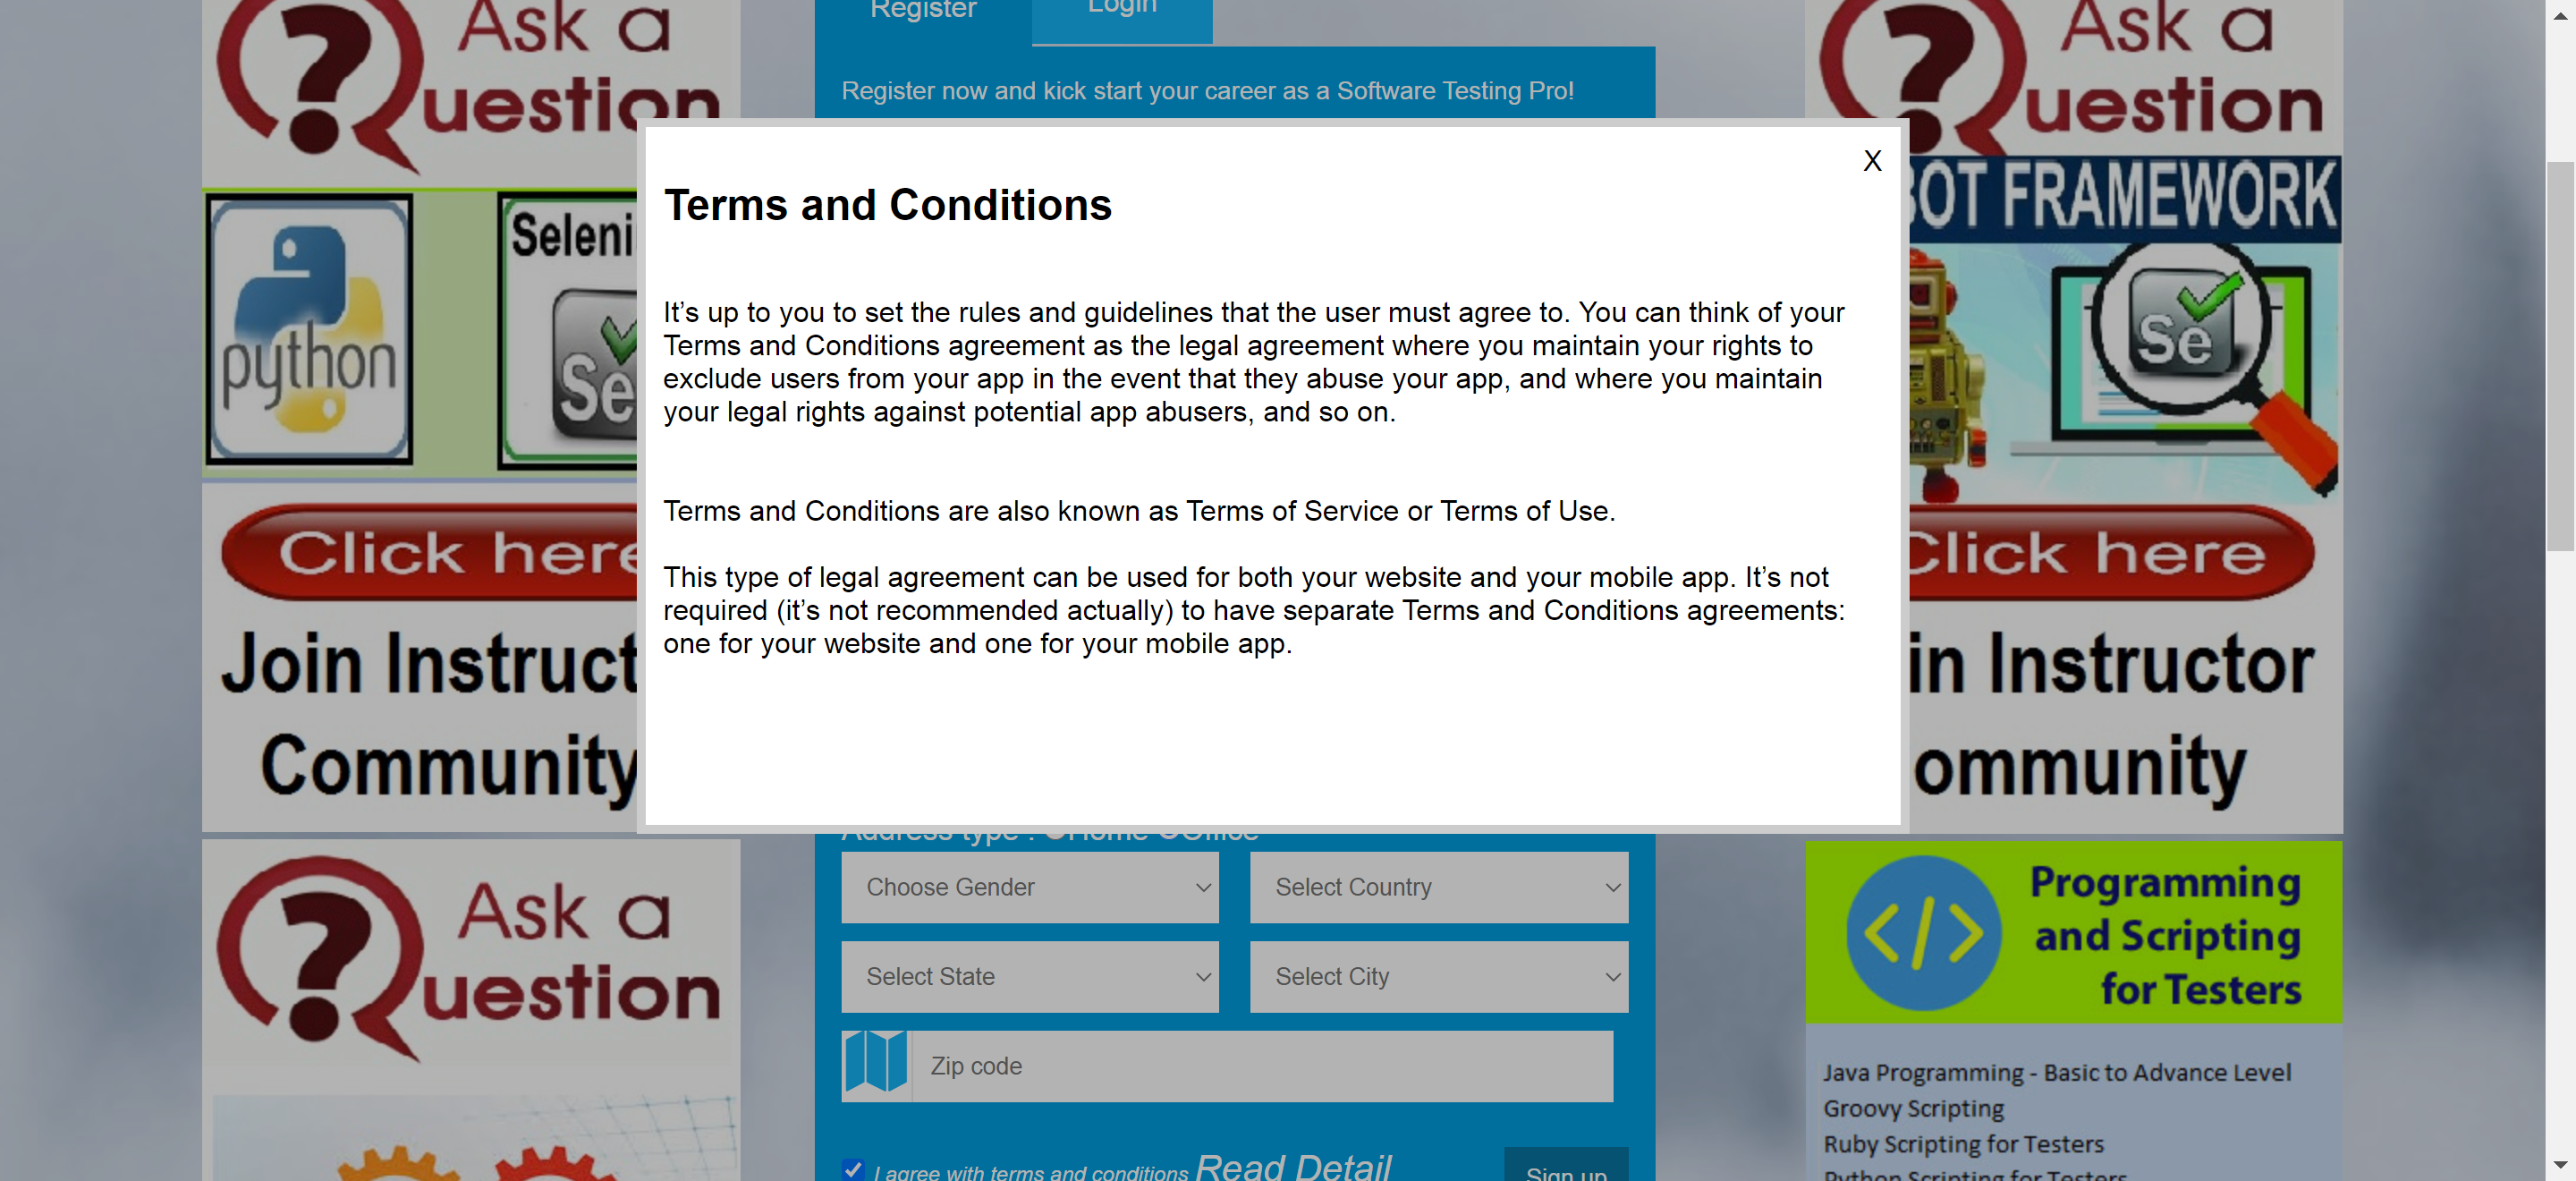 Register
Login
Register now and kick start your career as a Software Testing Pro!
Ask a
Question
Ask a
Question
X
Terms and Conditions
It’s up to you to set the rules and guidelines that the user must agree to. You can think of your
Terms and Conditions agreement as the legal agreement where you maintain your rights to
exclude users from your app in the event that they abuse your app, and where you maintain
your legal rights against potential app abusers, and so on.
Terms and Conditions are also known as Terms of Service or Terms of Use.
This type of legal agreement can be used for both your website and your mobile app. It’s not
required (it’s not recommended actually) to have separate Terms and Conditions agreements:
one for your website and one for your mobile app.
python
Seleni
Se
Click here
Join Instruct
Community
BOT FRAMEWORK
Se
Click here
in Instructor
ommunity
Address type : Home Office
Choose Gender
Select Country
Select State
Select City
Zip code
I agree with terms and conditions Read Detail
Sign up
Ask a
Question
</>
Programming
and Scripting
for Testers
Java Programming - Basic to Advance Level
Groovy Scripting
Ruby Scripting for Testers
Python Scripting for Testers